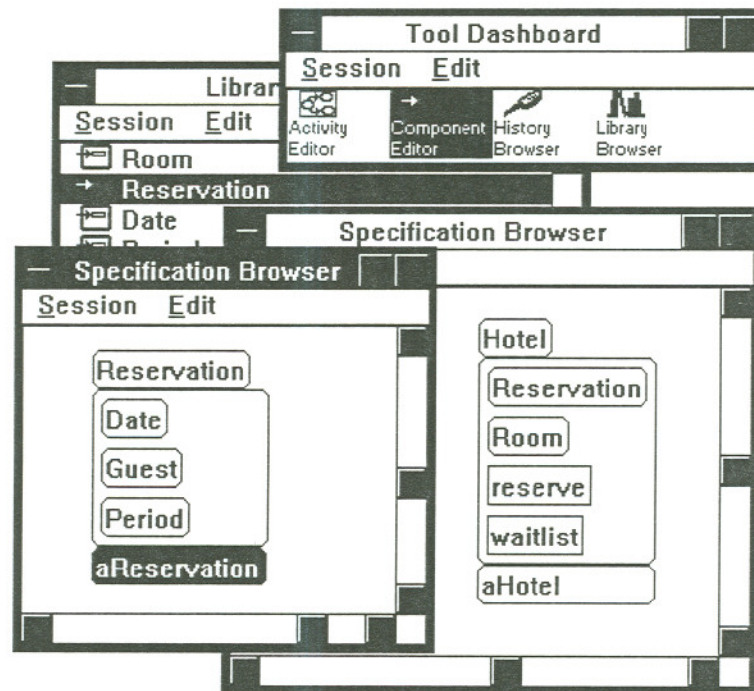 Tool Dashboard
Session Edit
Activity Editor
Component Editor
History Browser
Library Browser
Librar
Session Edit
Room
Reservation
Date
Specification Browser
Hotel
Reservation
Room
reserve
waitlist
aHotel
Specification Browser
Session Edit
Reservation
Date
Guest
Period
aReservation